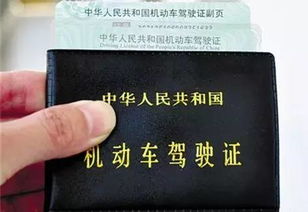 中华人民共和国机动车驾驶证副页
中华人民共和国机动车驾驶证
Driving License of the People's Republic of China
中华人民共和国
机动车驾驶证